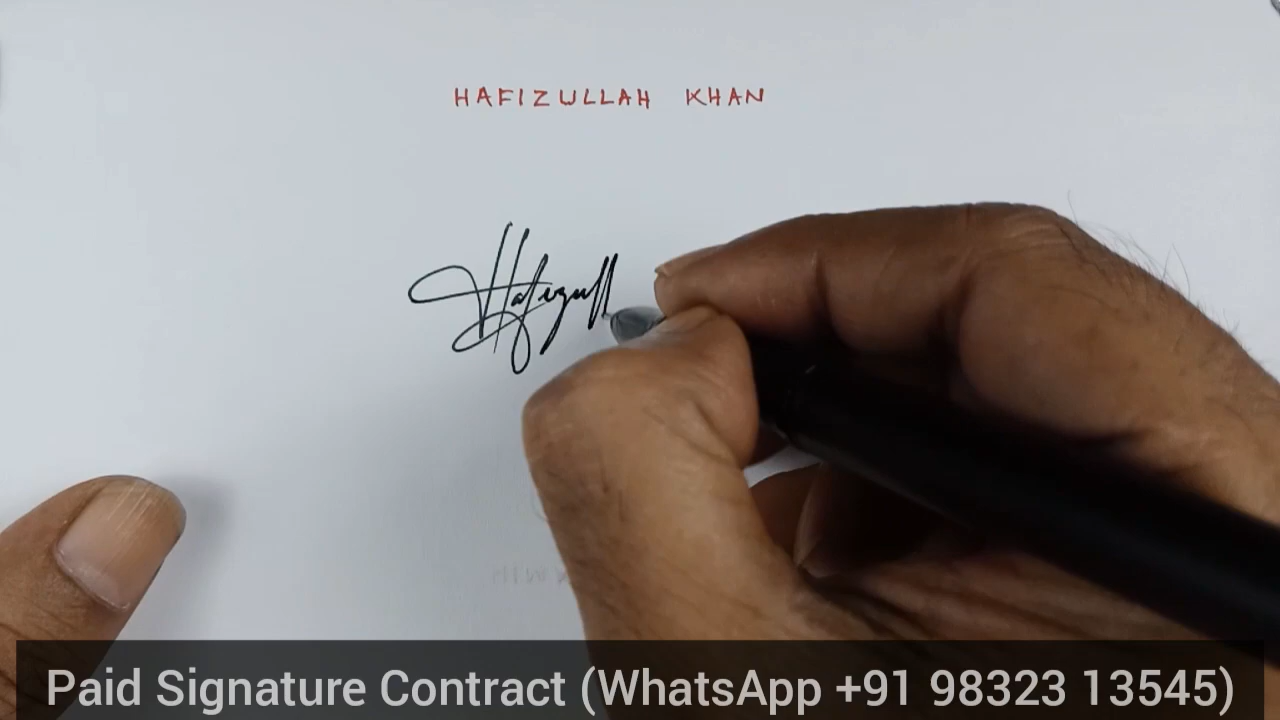 HAFIZULLAH KHAN
Hafizull
Paid Signature Contract (WhatsApp +91 98323 13545)